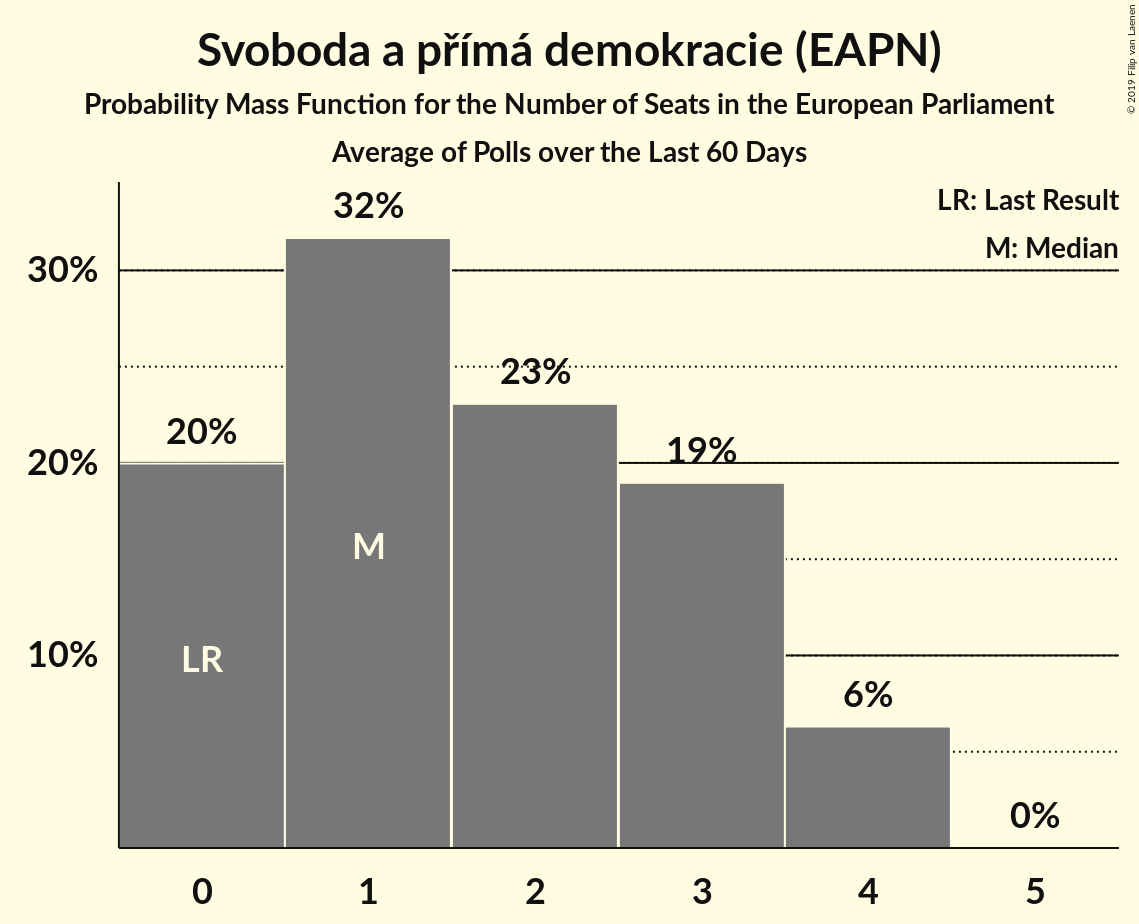 Svoboda a přímá demokracie (EAPN)
Probability Mass Function for the Number of Seats in the European Parliament
Average of Polls over the Last 60 Days
© 2019 Filip van Laenen
LR: Last Result
M: Median
32%
30%
23%
20%
19%
20%
M
LR
10%
6%
0%
0 1 2 3 4 5